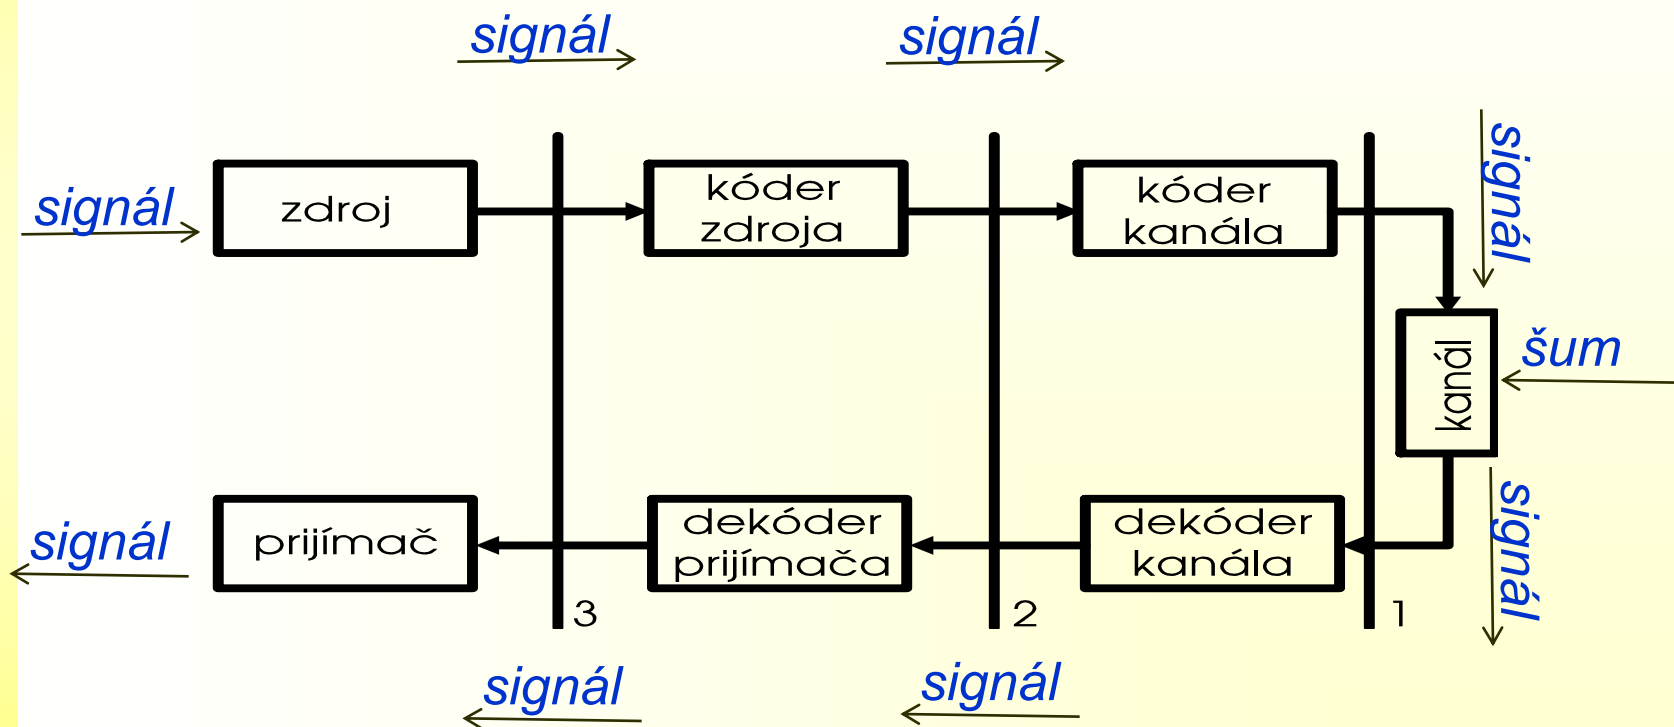 signál
signál
signál
zdroj
kóder
zdroja
kóder
kanála
signál
kanál
šum
signál
prijímač
dekóder
prijímača
dekóder
kanála
signál
3
2
1
signál
signál